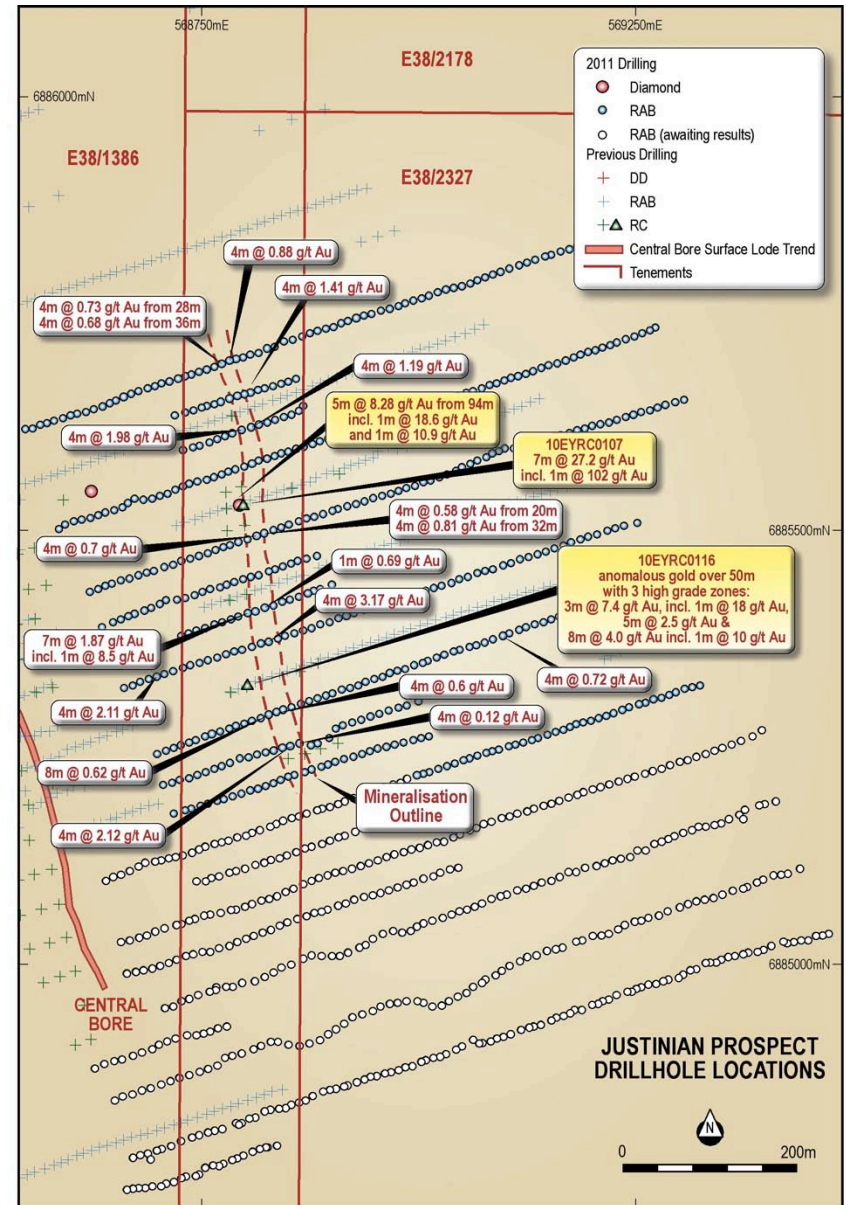 568750mE
569250mE
6886000mN
E38/2178
E38/1386
E38/2327
2011 Drilling
Diamond
RAB
RAB (awaiting results)
Previous Drilling
DD
RAB
RC
Central Bore Surface Lode Trend
Tenements
4m @ 0.88 g/t Au
4m @ 1.41 g/t Au
4m @ 0.73 g/t Au from 28m
4m @ 0.68 g/t Au from 36m
4m @ 1.19 g/t Au
5m @ 8.28 g/t Au from 94m
incl. 1m @ 18.6 g/t Au
and 1m @ 10.9 g/t Au
4m @ 1.98 g/t Au
10EYRC0107
7m @ 27.2 g/t Au
incl. 1m @ 102 g/t Au
4m @ 0.58 g/t Au from 20m
4m @ 0.81 g/t Au from 32m
6885500mN
4m @ 0.7 g/t Au
1m @ 0.69 g/t Au
10EYRC0116
anomalous gold over 50m
with 3 high grade zones:
3m @ 7.4 g/t Au, incl. 1m @ 18 g/t Au,
5m @ 2.5 g/t Au &
8m @ 4.0 g/t Au incl. 1m @ 10 g/t Au
4m @ 3.17 g/t Au
7m @ 1.87 g/t Au
incl. 1m @ 8.5 g/t Au
4m @ 0.72 g/t Au
4m @ 0.6 g/t Au
4m @ 2.11 g/t Au
4m @ 0.12 g/t Au
8m @ 0.62 g/t Au
Mineralisation
Outline
4m @ 2.12 g/t Au
6885000mN
CENTRAL
BORE
JUSTINIAN PROSPECT
DRILLHOLE LOCATIONS
N
0
200m